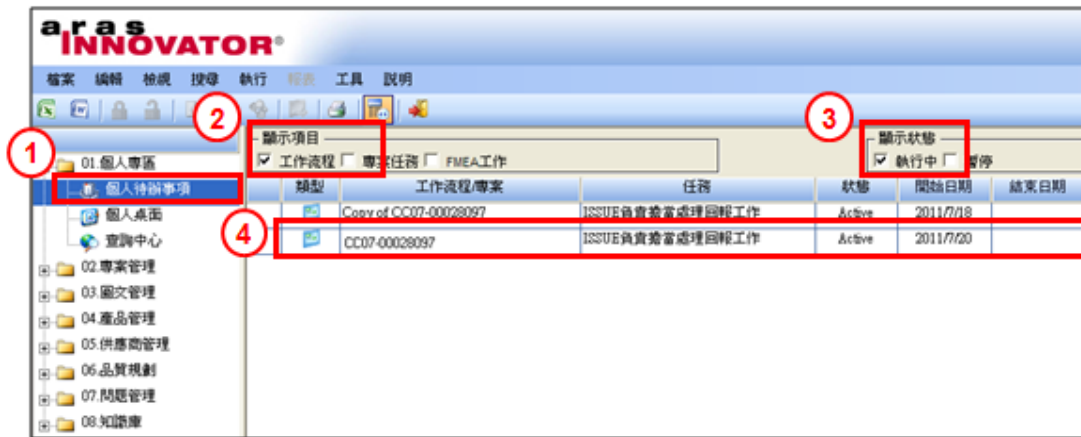 aras
INNOVATOR®
檔案 編輯 檢視 搜尋 執行 報表 工具 說明
2
3
顯示項目
顯示狀態
1
01.個人專區
工作流程 專案任務 FMEA工作
執行中 暫停
個人待辦事項
類型 工作流程/專案 任務 狀態 開始日期 結束日期
個人桌面
Copy of CC07-00028097 ISSUE負責擔當處理回報工作 Active 2011/7/18
查詢中心
4
CC07-00028097 ISSUE負責擔當處理回報工作 Active 2011/7/20
02.專案管理
03.圖文管理
04.產品管理
05.供應商管理
06.品質規劃
07.問題管理
08.知識庫